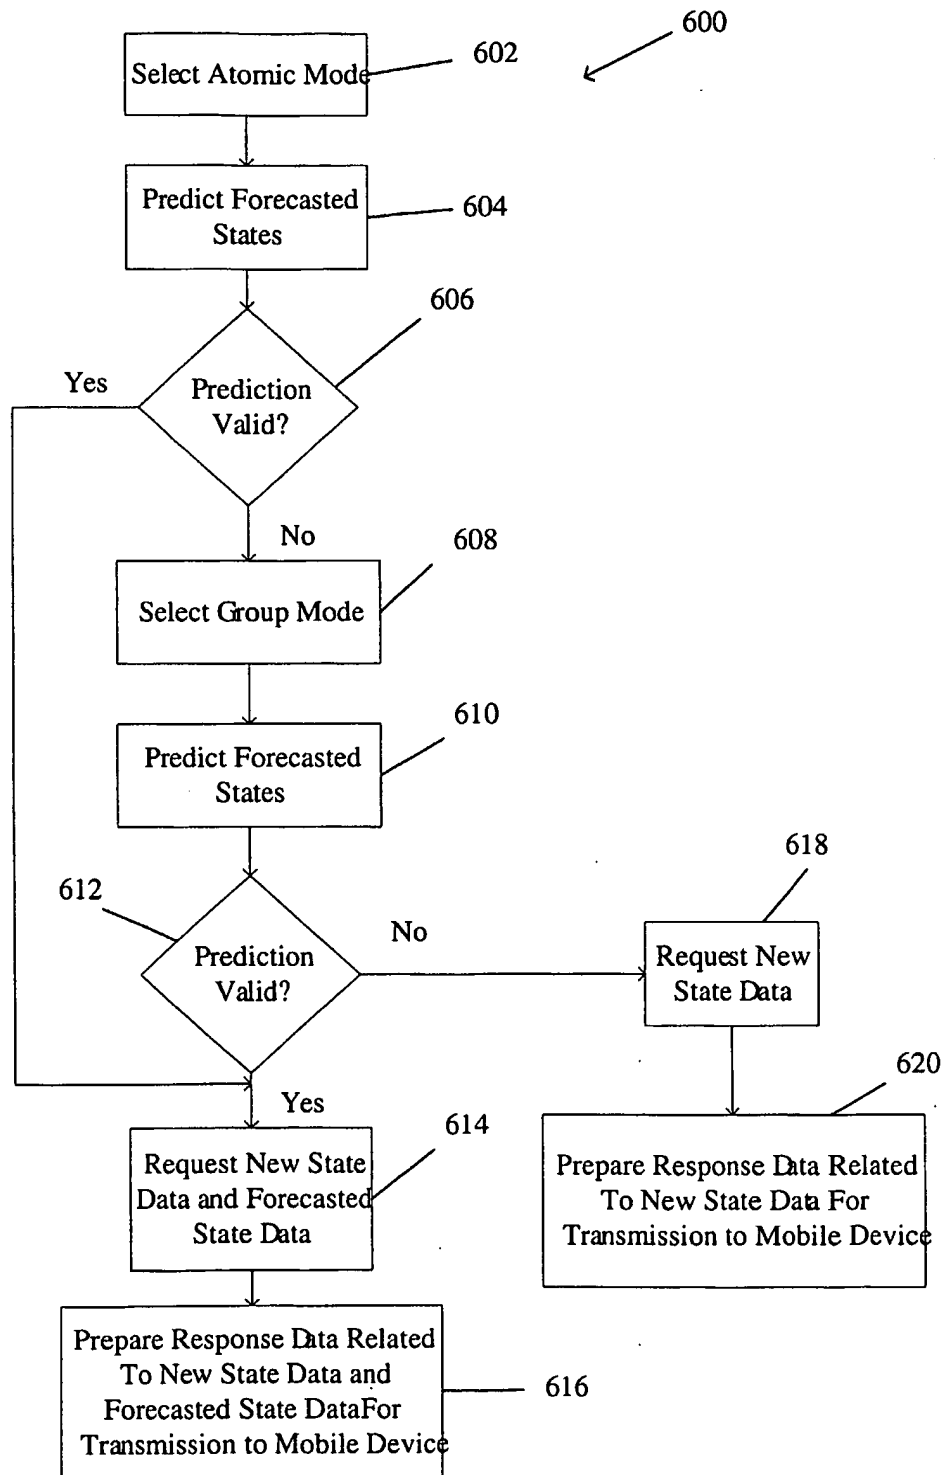 600
Select Atomic Mode
602
Predict Forecasted
States
604
606
Yes
Prediction
Valid?
No
608
Select Group Mode
610
Predict Forecasted
States
618
612
No
Prediction
Valid?
Request New
State Data
620
Yes
614
Request New State
Data and Forecasted
State Data
Prepare Response Data Related
To New State Data For
Transmission to Mobile Device
Prepare Response Data Related
To New State Data and
Forecasted State DataFor
Transmission to Mobile Device
616